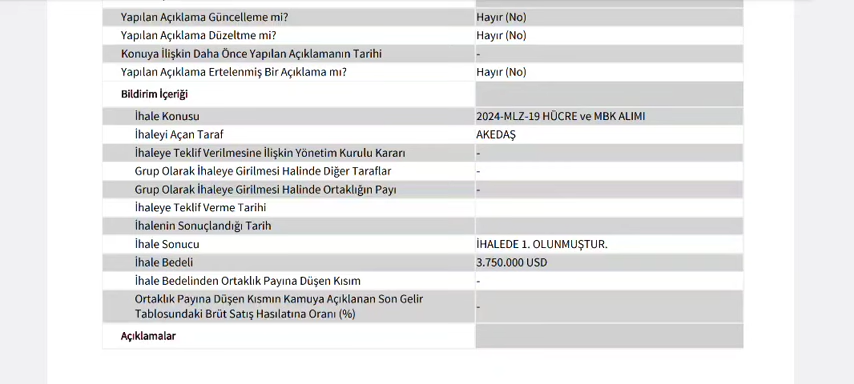 Yapılan Açıklama Güncelleme mi? Hayır (No)
Yapılan Açıklama Düzeltme mi? Hayır (No)
Konuya İlişkin Daha Önce Yapılan Açıklamanın Tarihi -
Yapılan Açıklama Ertelenmiş Bir Açıklama mı? Hayır (No)
Bildirim İçeriği
İhale Konusu 2024-MLZ-19 HÜCRE ve MBK ALIMI
İhaleyi Açan Taraf AKEDAŞ
İhaleye Teklif Verilmesine İlişkin Yönetim Kurulu Kararı -
Grup Olarak İhaleye Girilmesi Halinde Diğer Taraflar -
Grup Olarak İhaleye Girilmesi Halinde Ortaklığın Payı -
İhaleye Teklif Verme Tarihi
İhalenin Sonuçlandığı Tarih
İhale Sonucu İHALEDE 1. OLUNMUŞTUR.
İhale Bedeli 3.750.000 USD
İhale Bedelinden Ortaklık Payına Düşen Kısım -
Ortaklık Payına Düşen Kısmın Kamuya Açıklanan Son Gelir
Tablosundaki Brüt Satış Hasılatına Oranı (%) -
Açıklamalar